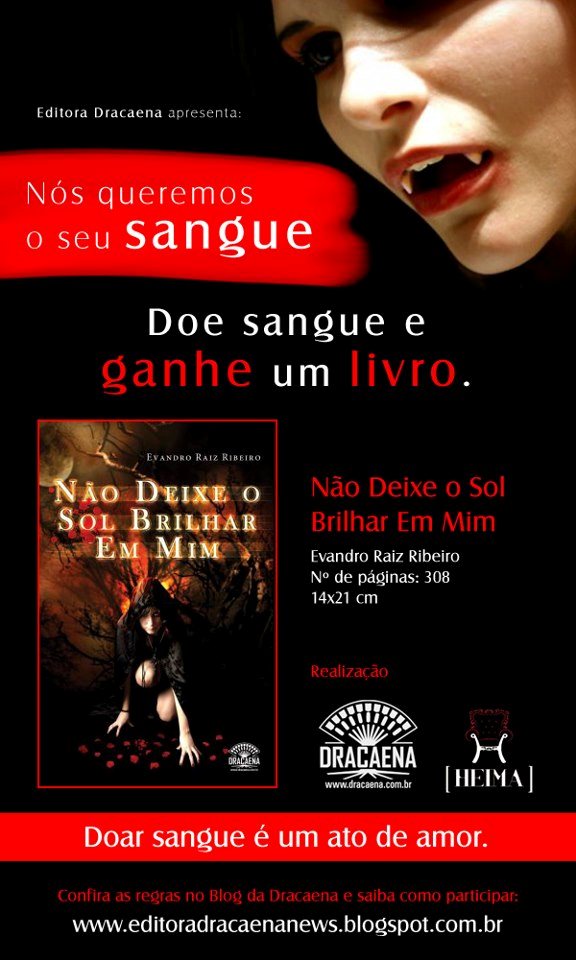 Editora Dracaena apresenta:
Nós queremos
o seu sangue
Doe sangue e
ganhe um livro.
Evandro Raiz Ribeiro
Não Deixe o
Sol Brilhar
Em Mim
DRACAENA
Não Deixe o Sol
Brilhar Em Mim
Evandro Raiz Ribeiro
Nº de páginas: 308
14x21 cm
Realização
DRACAENA
www.dracaena.com.br
[HEIMA]
Doar sangue é um ato de amor.
Confira as regras no Blog da Dracaena e saiba como participar:
www.editoradracaenanews.blogspot.com.br